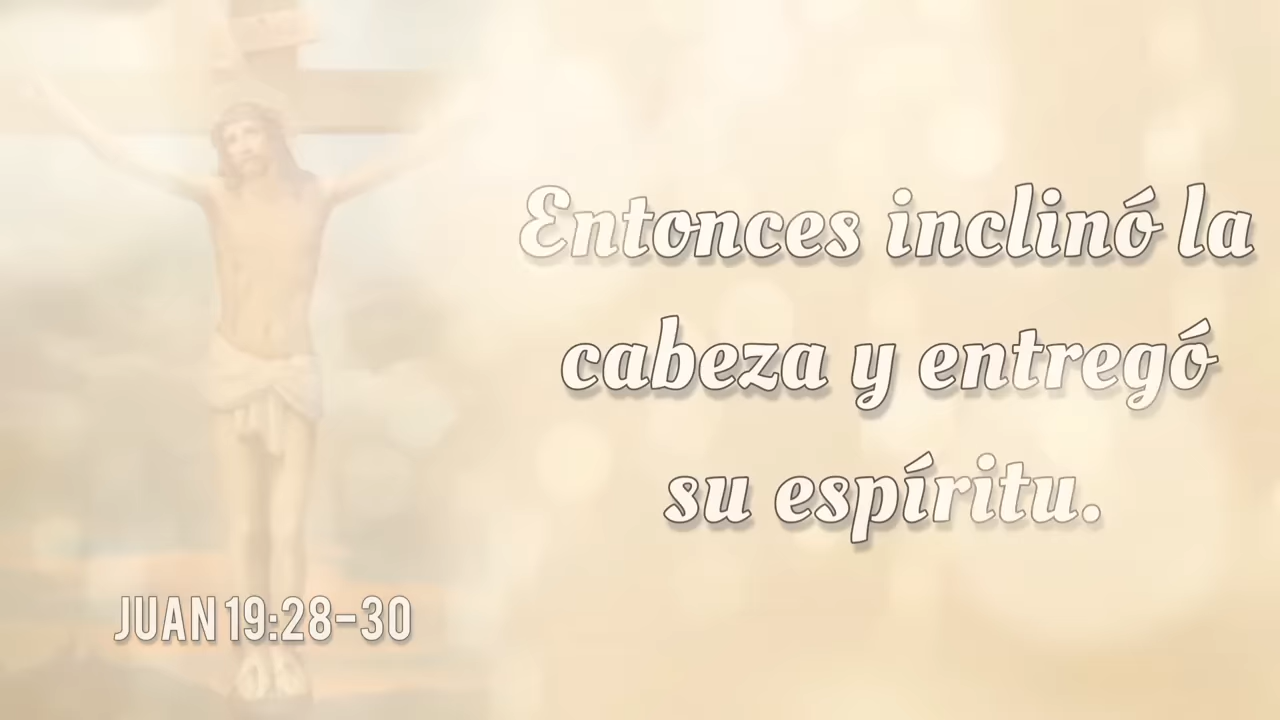 Entonces inclinó la
cabeza y entregó
su espíritu.
JUAN 19:28-30